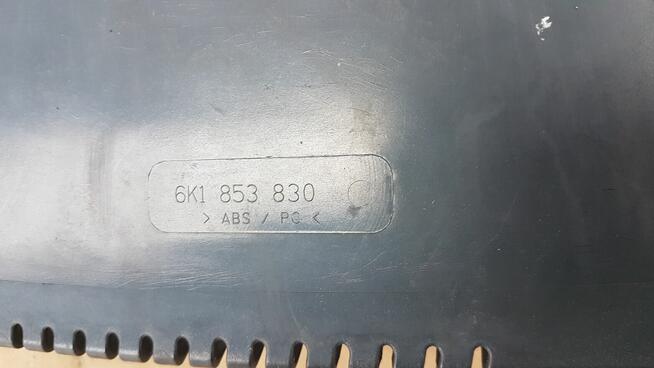 6K1 853 830
> ABS / PC <